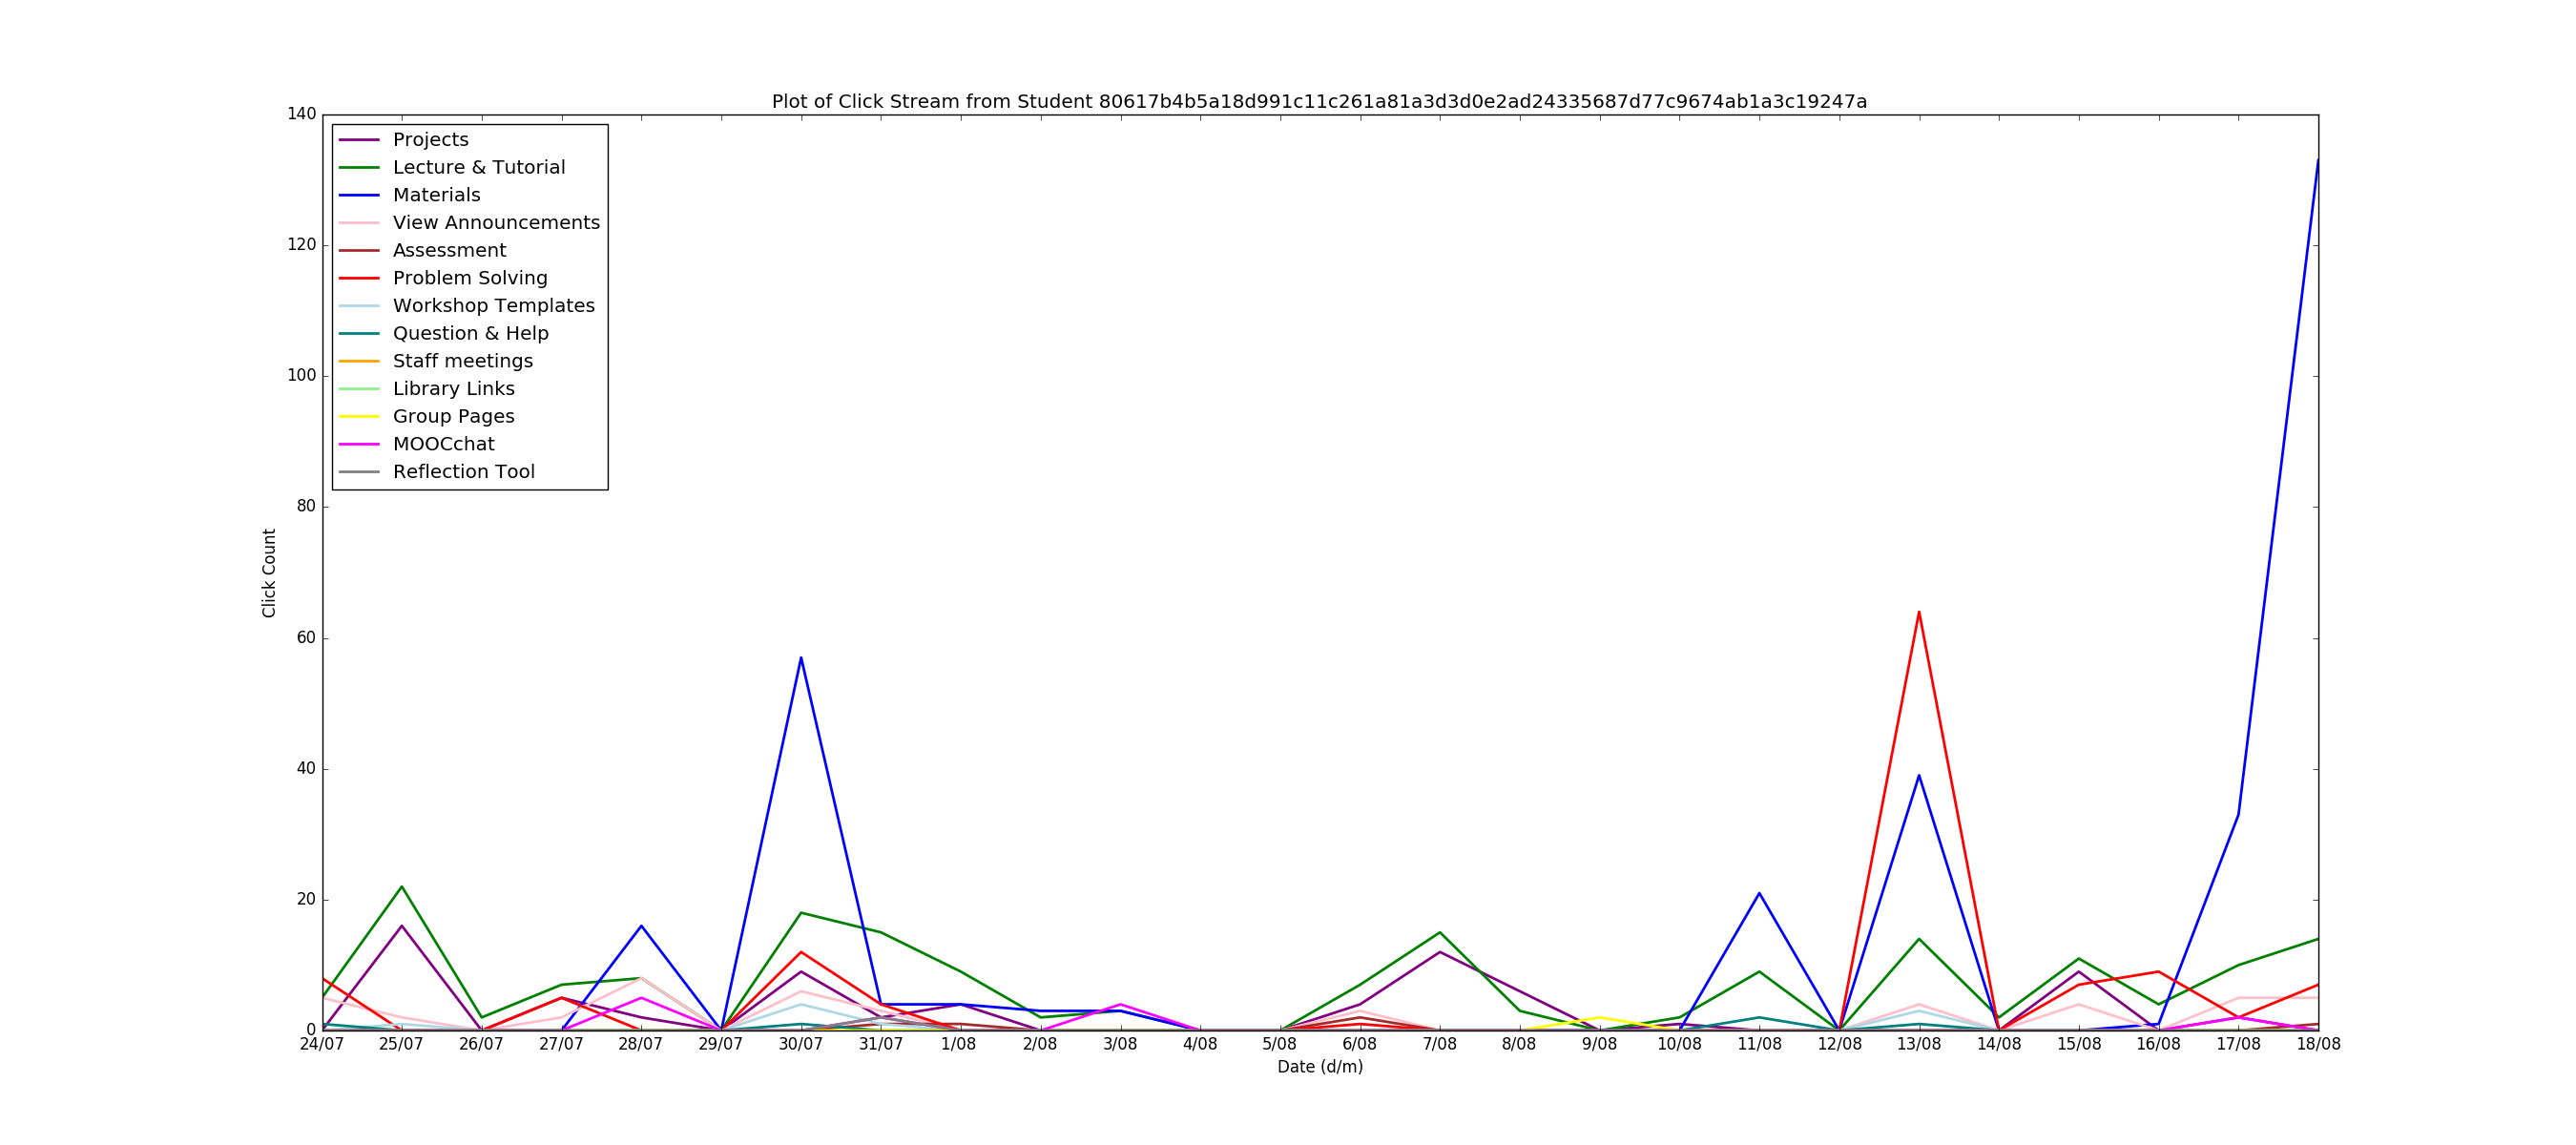 Plot of Click Stream from Student 80617b4b5a18d991c11c261a81a3d3d0e2ad24335687d77c9674ab1a3c19247a
140
120
100
80
60
40
20
0
Click Count
Projects
Lecture & Tutorial
Materials
View Announcements
Assessment
Problem Solving
Workshop Templates
Question & Help
Staff meetings
Library Links
Group Pages
MOOCchat
Reflection Tool
24/07 25/07 26/07 27/07 28/07 29/07 30/07 31/07 1/08 2/08 3/08 4/08 5/08 6/08 7/08 8/08 9/08 10/08 11/08 12/08 13/08 14/08 15/08 16/08 17/08 18/08
Date (d/m)